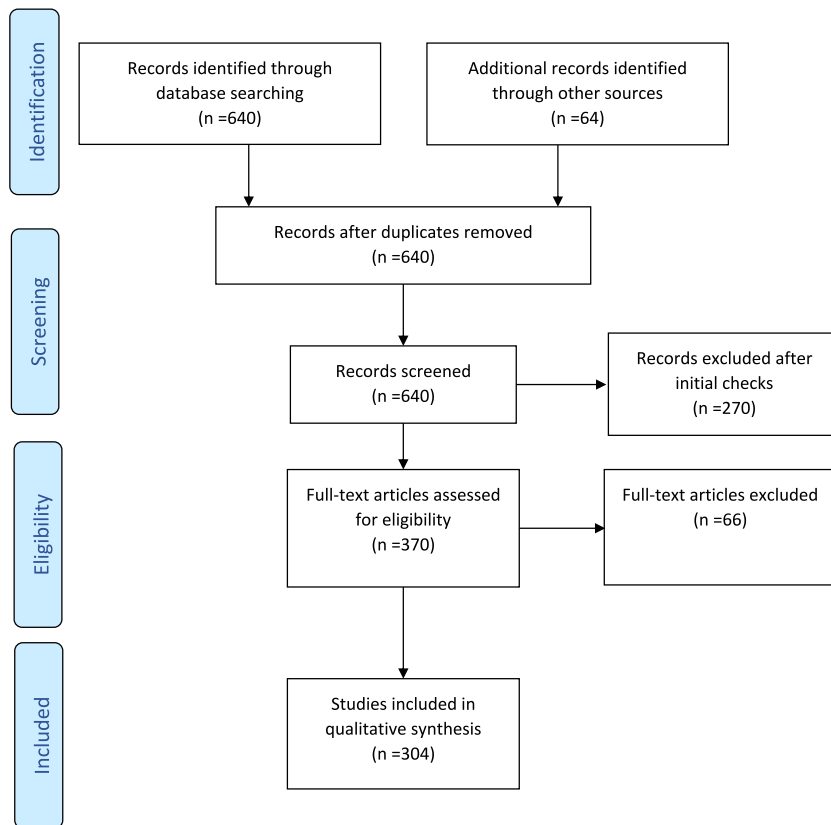 Identification
Records identified through
database searching
(n =640)
Additional records identified
through other sources
(n =64)
Records after duplicates removed
(n =640)
Screening
Records screened
(n =640)
Records excluded after
initial checks
(n =270)
Eligibility
Full-text articles assessed
for eligibility
(n =370)
Full-text articles excluded
(n =66)
Included
Studies included in
qualitative synthesis
(n =304)